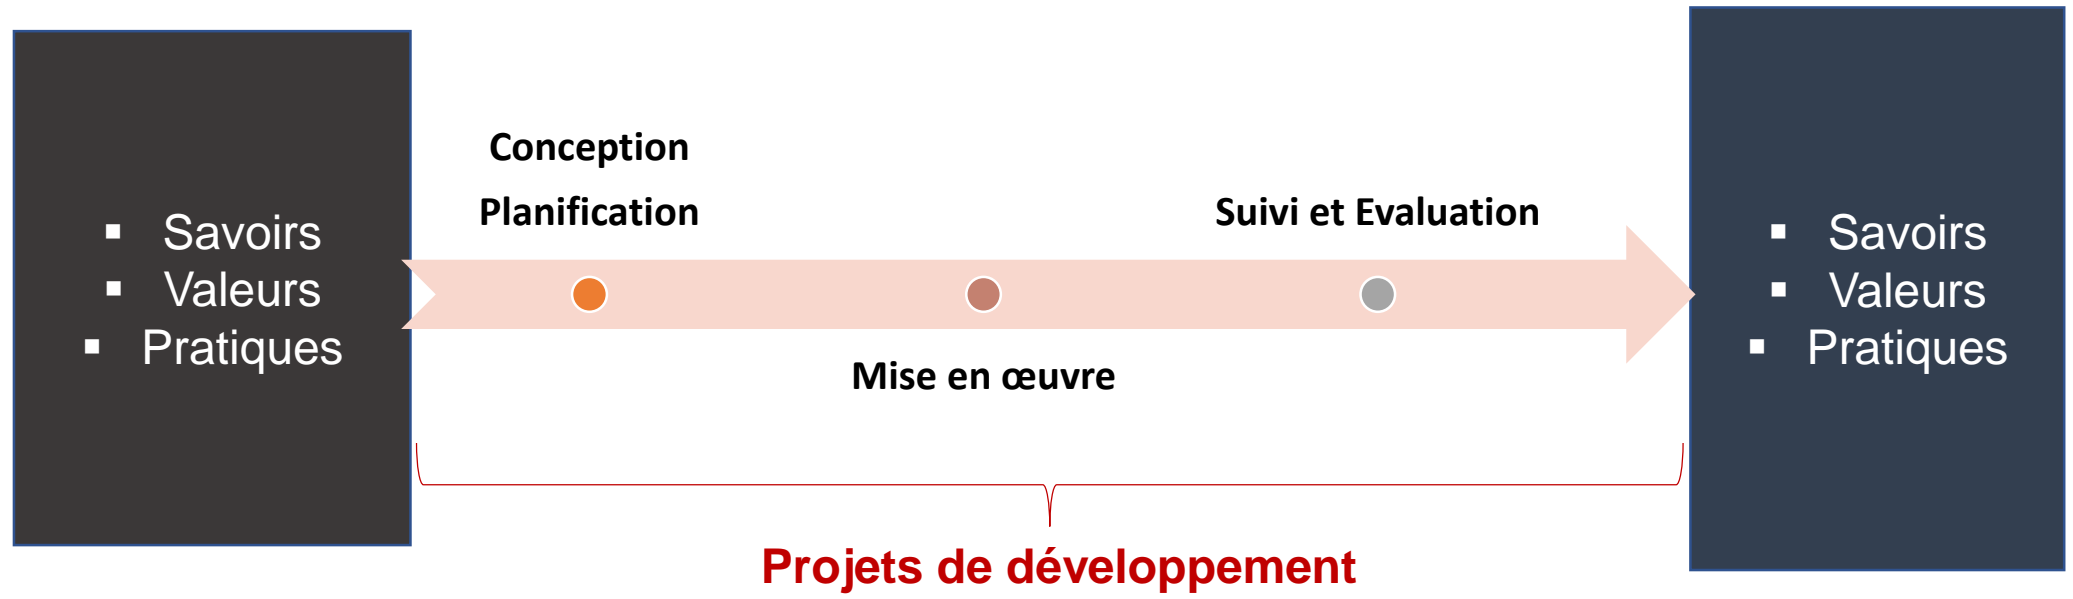 ▪ Savoirs
▪ Valeurs
▪ Pratiques
Conception
Planification
Mise en œuvre
Suivi et Evaluation
▪ Savoirs
▪ Valeurs
▪ Pratiques
Projets de développement